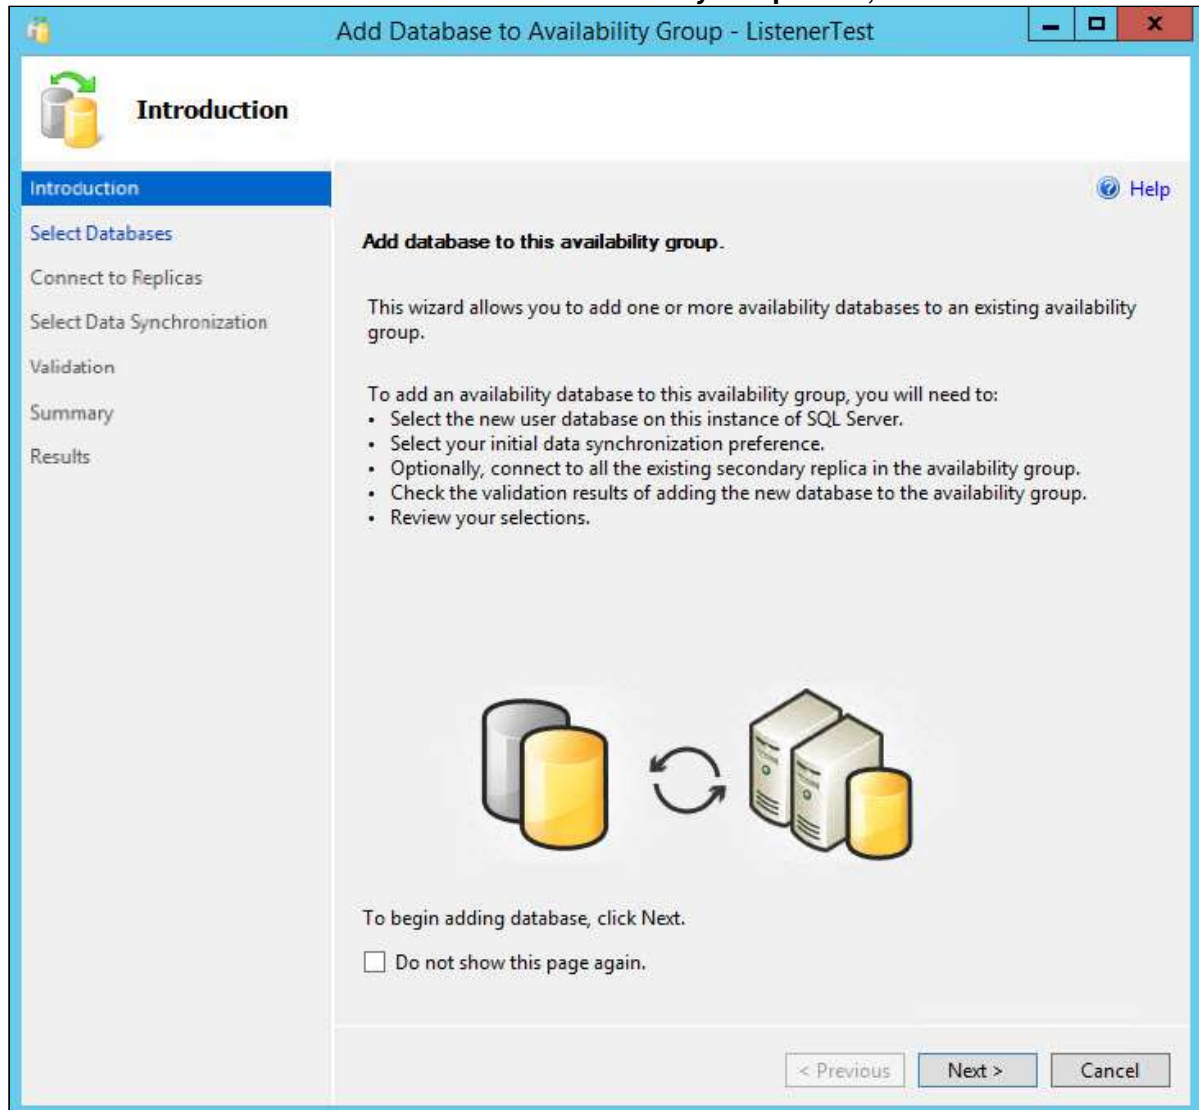 Add Database to Availability Group - ListenerTest
Introduction
Introduction
Help
Select Databases
Connect to Replicas
Select Data Synchronization
Validation
Summary
Results
Add database to this availability group.
This wizard allows you to add one or more availability databases to an existing availability
group.
To add an availability database to this availability group, you will need to:
• Select the new user database on this instance of SQL Server.
• Select your initial data synchronization preference.
• Optionally, connect to all the existing secondary replica in the availability group.
• Check the validation results of adding the new database to the availability group.
• Review your selections.
To begin adding database, click Next.
Do not show this page again.
< Previous
Next >
Cancel